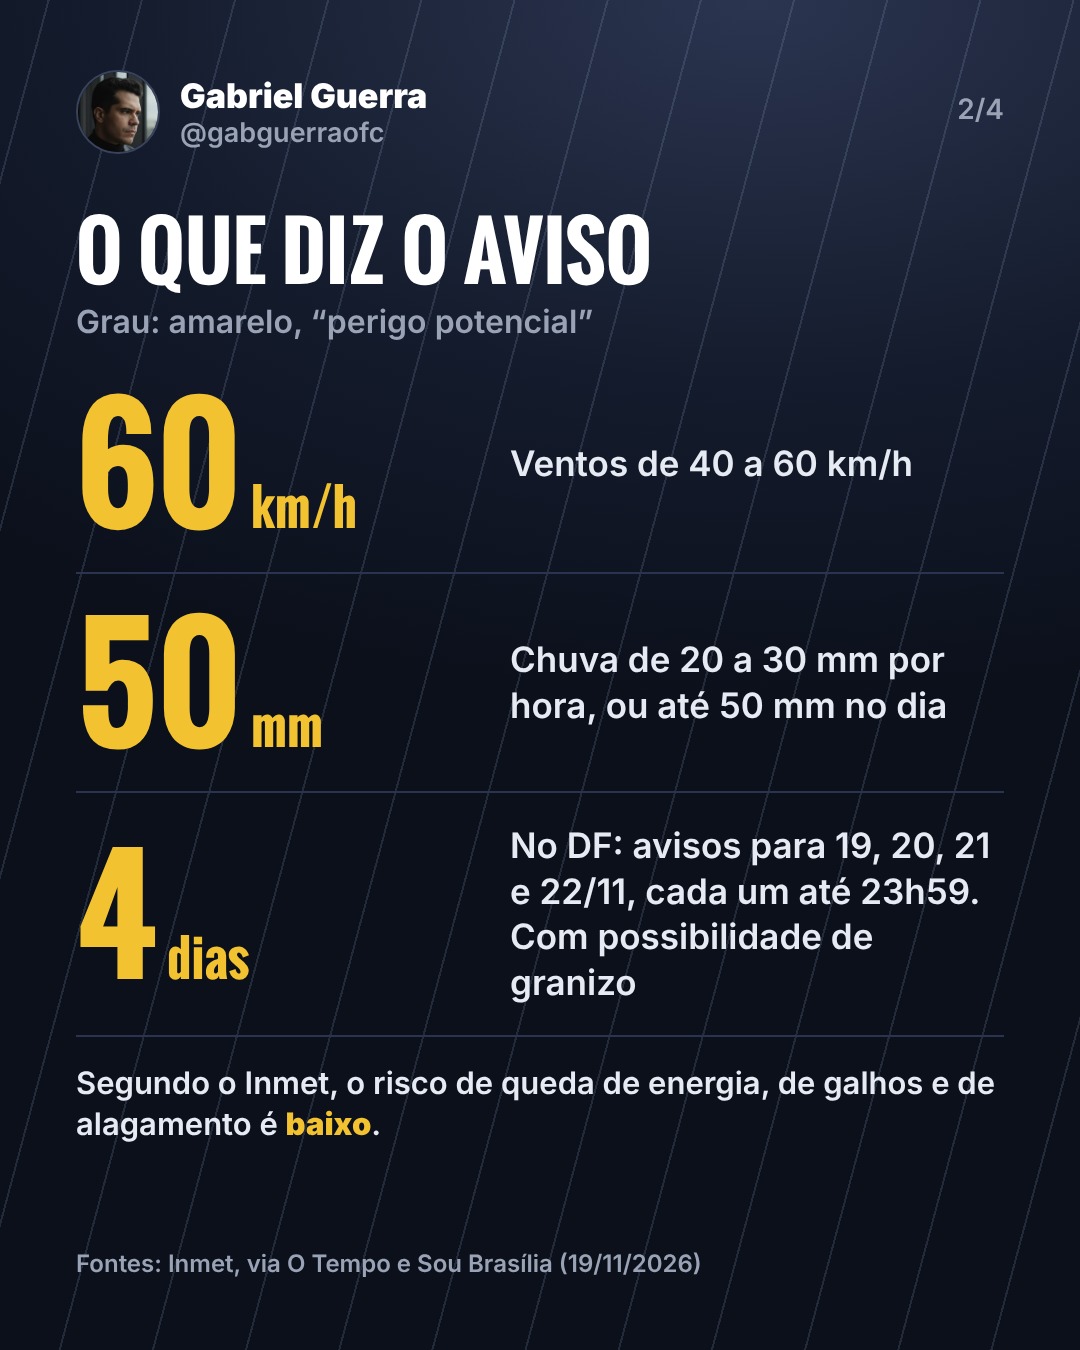 Gabriel Guerra
@gabguerraofc
2/4
O QUE DIZ O AVISO
Grau: amarelo, “perigo potencial”
60 km/h
Ventos de 40 a 60 km/h
50 mm
Chuva de 20 a 30 mm por
hora, ou até 50 mm no dia
4 dias
No DF: avisos para 19, 20, 21
e 22/11, cada um até 23h59.
Com possibilidade de
granizo
Segundo o Inmet, o risco de queda de energia, de galhos e de
alagamento é baixo.
Fontes: Inmet, via O Tempo e Sou Brasília (19/11/2026)